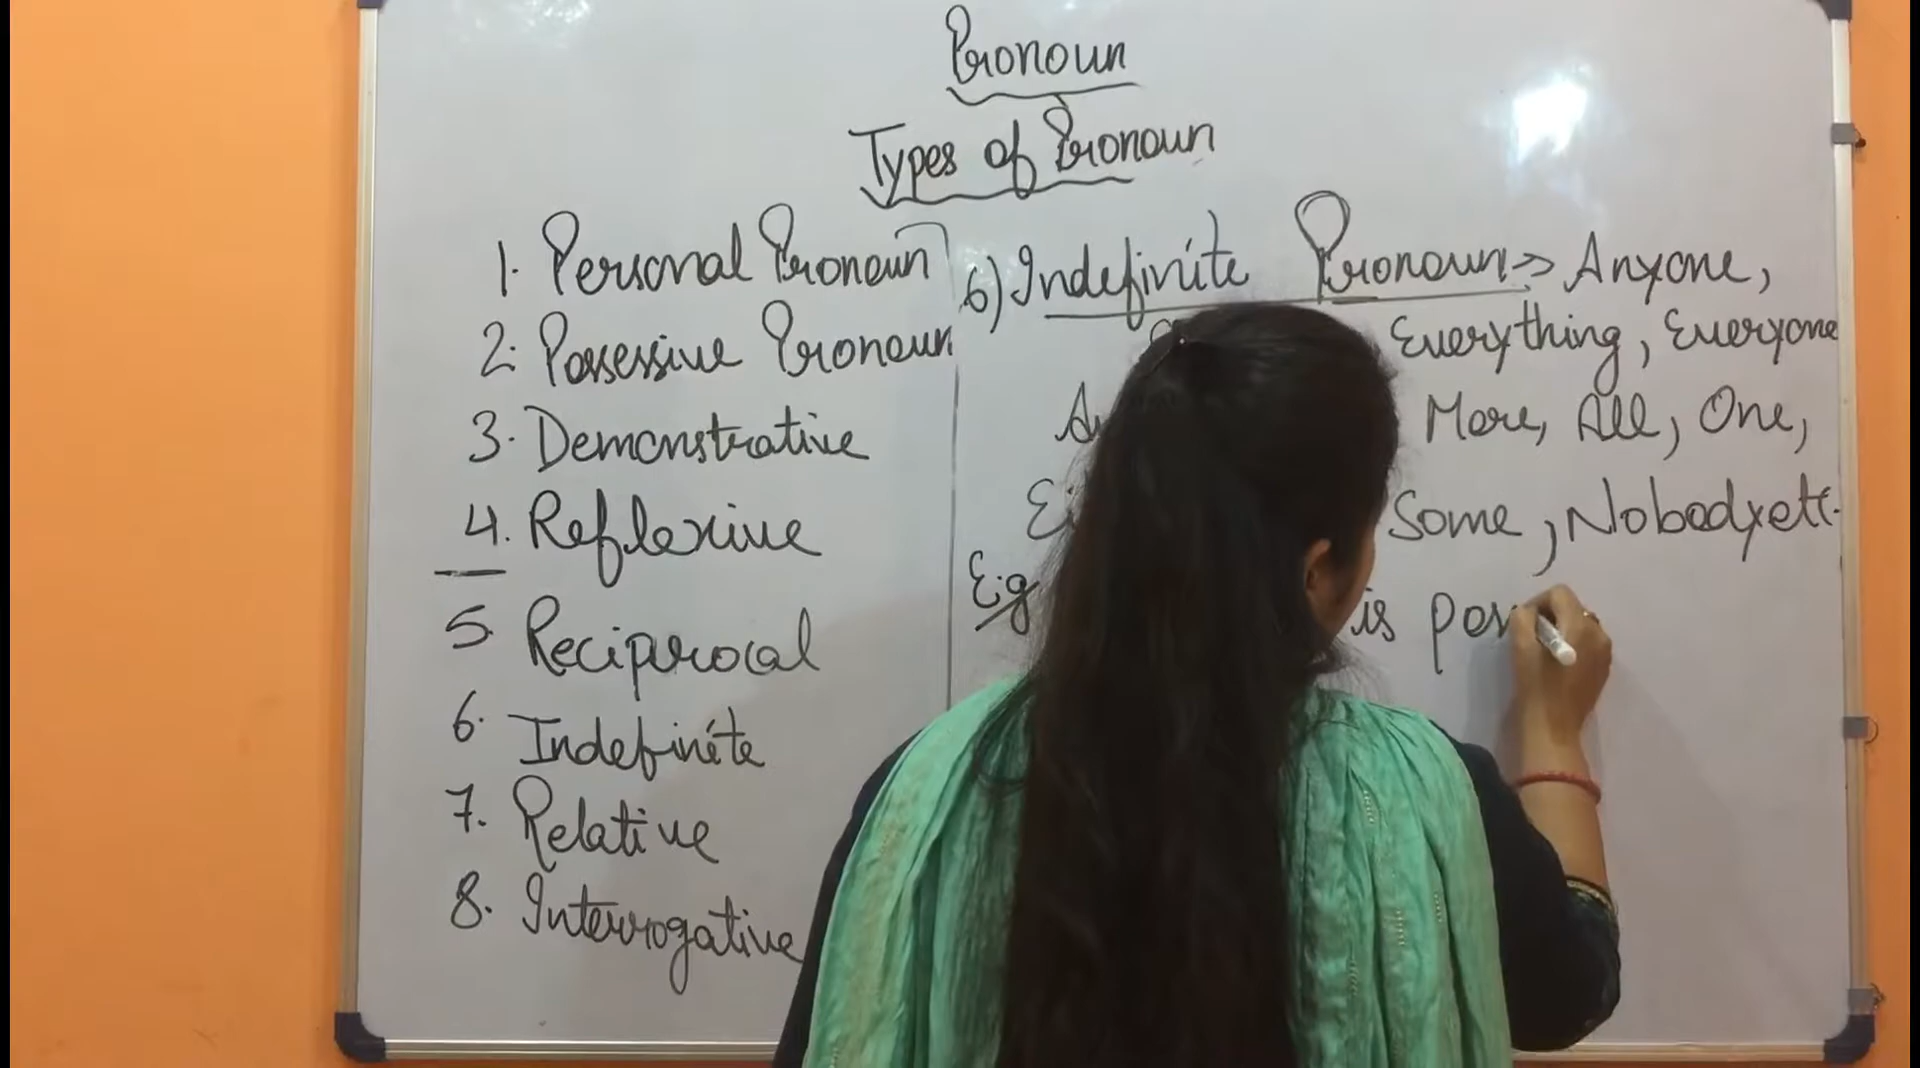 Pronoun
Types of Pronoun
1. Personal Pronoun
2. Possessive Pronoun
3. Demonstrative
4. Reflexive
5. Reciprocal
6. Indefinite
7. Relative
8. Interrogative
6) Indefinite Pronoun => Anyone,
Everything, Everyone
More, All, One,
Some, Nobody, etc.
E.g is